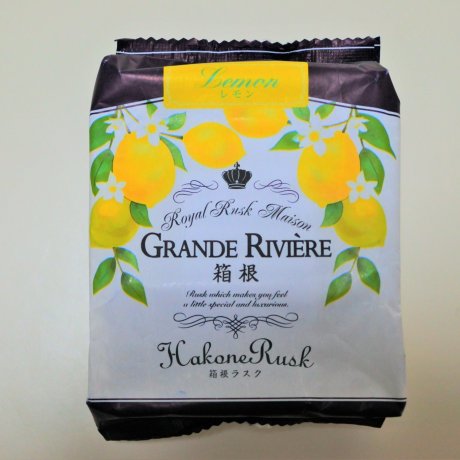 Lemon
レモン
Royal Rusk Maison
GRANDE RIVIÈRE
箱根
Rusk which makes you feel
a little special and luxurious.
HakoneRusk
箱根ラスク